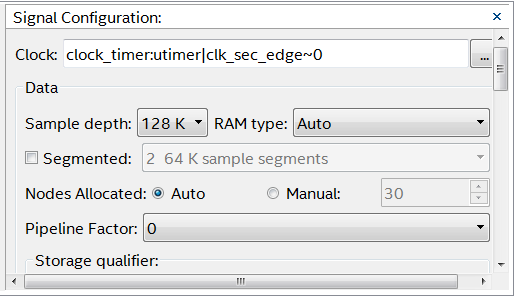 Signal Configuration:
Clock: clock_timer:utimer|clk_sec_edge~0 ...
Data
Sample depth: 128 K RAM type: Auto
Segmented: 2 64 K sample segments
Nodes Allocated: Auto Manual: 30
Pipeline Factor: 0
Storage qualifier: